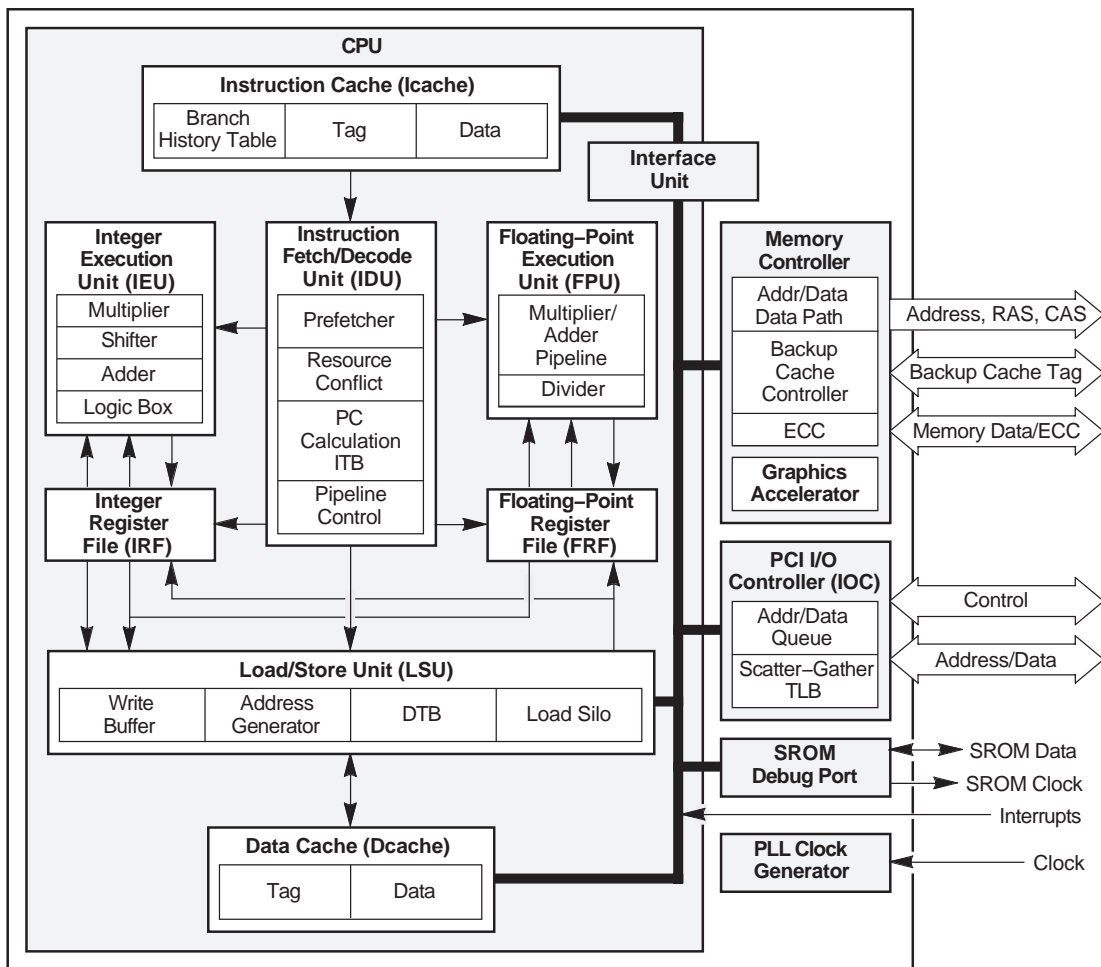 CPU
Instruction Cache (Icache)
Branch
History Table
Tag
Data
Interface
Unit
Integer
Execution
Unit (IEU)
Multiplier
Shifter
Adder
Logic Box
Instruction
Fetch/Decode
Unit (IDU)
Prefetcher
Resource
Conflict
PC
Calculation
ITB
Pipeline
Control
Floating–Point
Execution
Unit (FPU)
Multiplier/
Adder
Pipeline
Divider
Memory
Controller
Addr/Data
Data Path
Backup
Cache
Controller
ECC
Graphics
Accelerator
Address, RAS, CAS
Backup Cache Tag
Memory Data/ECC
Integer
Register
File (IRF)
Floating–Point
Register
File (FRF)
PCI I/O
Controller (IOC)
Addr/Data
Queue
Scatter–Gather
TLB
Control
Address/Data
Load/Store Unit (LSU)
Write
Buffer
Address
Generator
DTB
Load Silo
SROM
Debug Port
SROM Data
SROM Clock
Interrupts
Data Cache (Dcache)
Tag
Data
PLL Clock
Generator
Clock